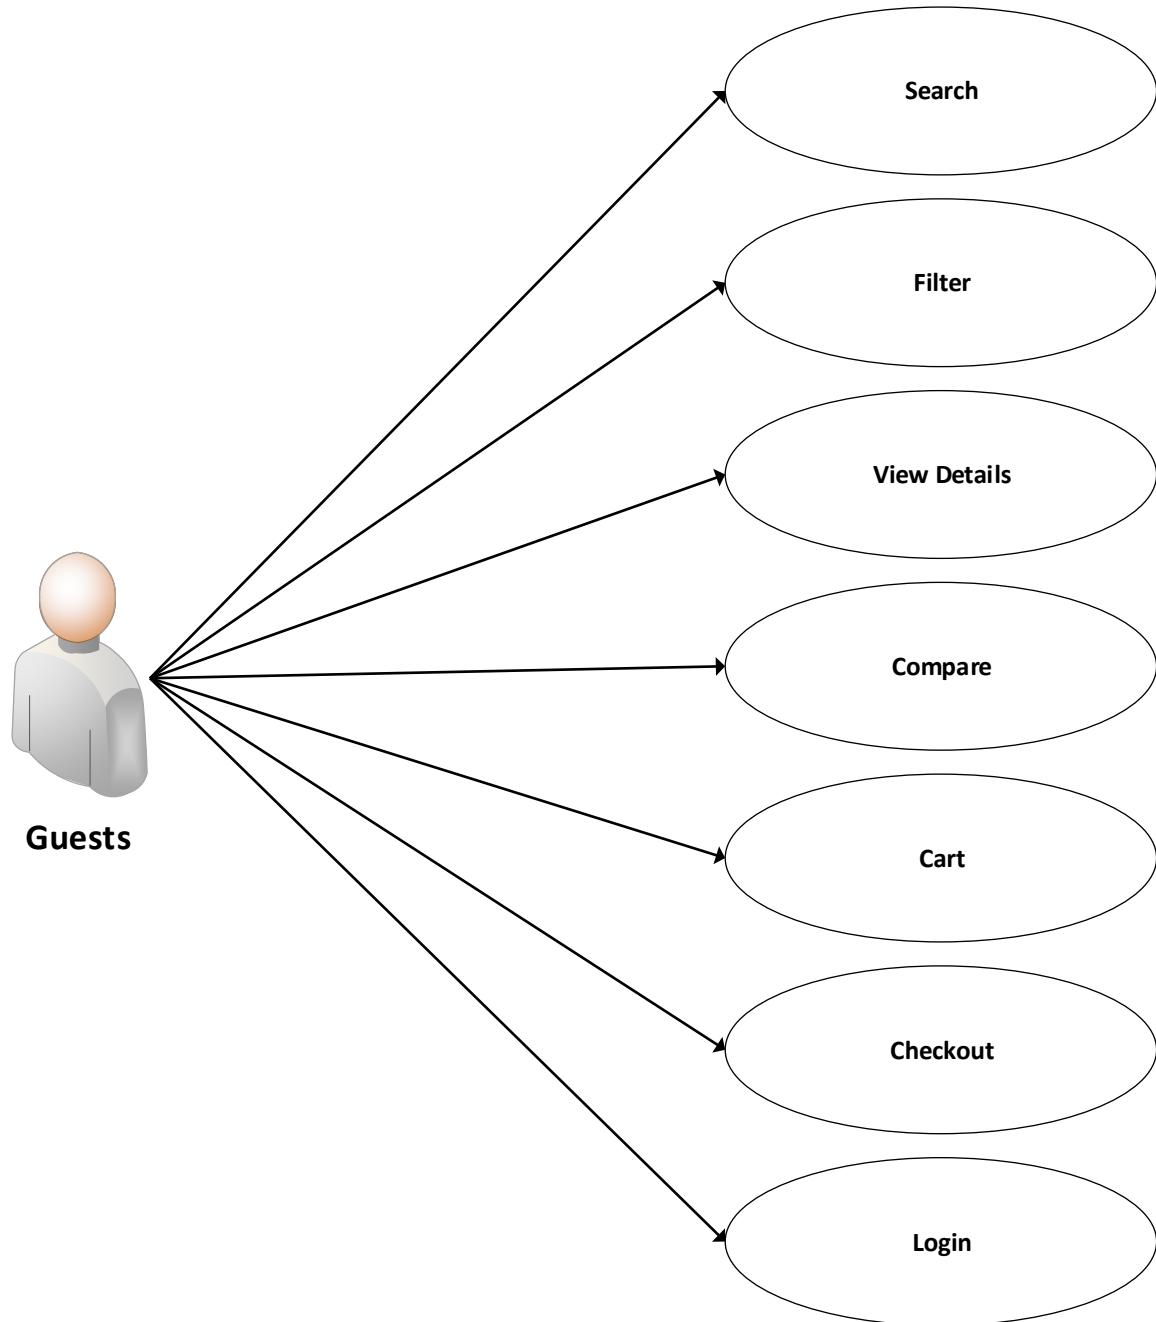 Search
Filter
View Details
Compare
Guests
Cart
Checkout
Login